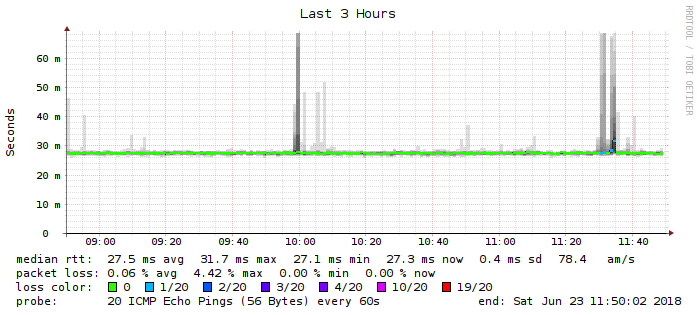 Last 3 Hours
RRDTOOL / TOBI OETIKER
Seconds
60 m
50 m
40 m
30 m
20 m
10 m
0
09:00 09:20 09:40 10:00 10:20 10:40 11:00 11:20 11:40
median rtt: 27.5 ms avg 31.7 ms max 27.1 ms min 27.3 ms now 0.4 ms sd 78.4 am/s
packet loss: 0.06 % avg 4.42 % max 0.00 % min 0.00 % now
loss color: 0 1/20 2/20 3/20 4/20 10/20 19/20
probe: 20 ICMP Echo Pings (56 Bytes) every 60s end: Sat Jun 23 11:50:02 2018